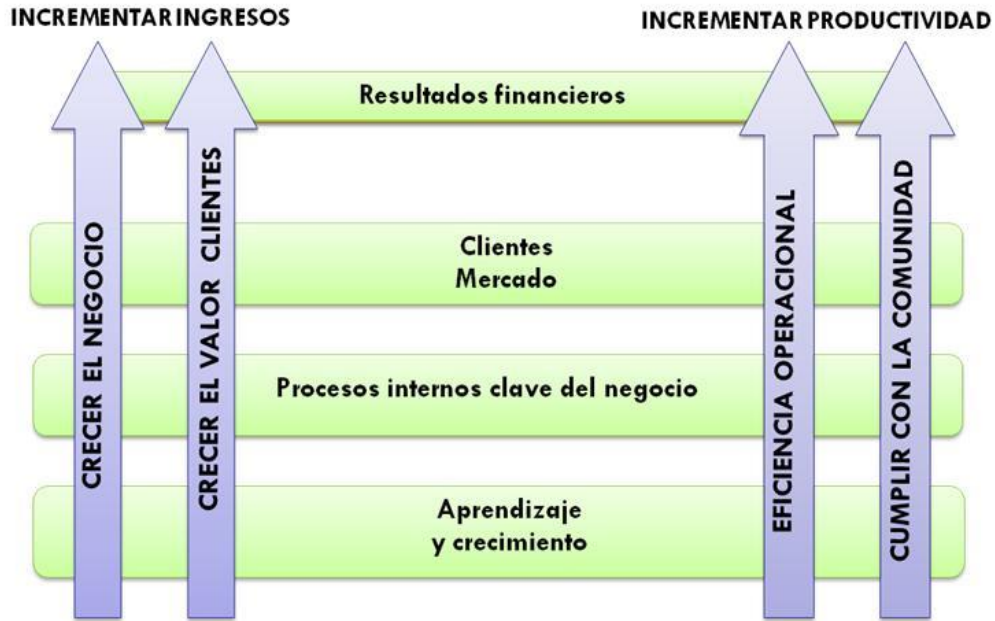 INCREMENTAR INGRESOS
INCREMENTAR PRODUCTIVIDAD
Resultados financieros
Clientes
Mercado
Procesos internos clave del negocio
Aprendizaje
y crecimiento
CRECER EL NEGOCIO
CRECER EL VALOR CLIENTES
EFICIENCIA OPERACIONAL
CUMPLIR CON LA COMUNIDAD